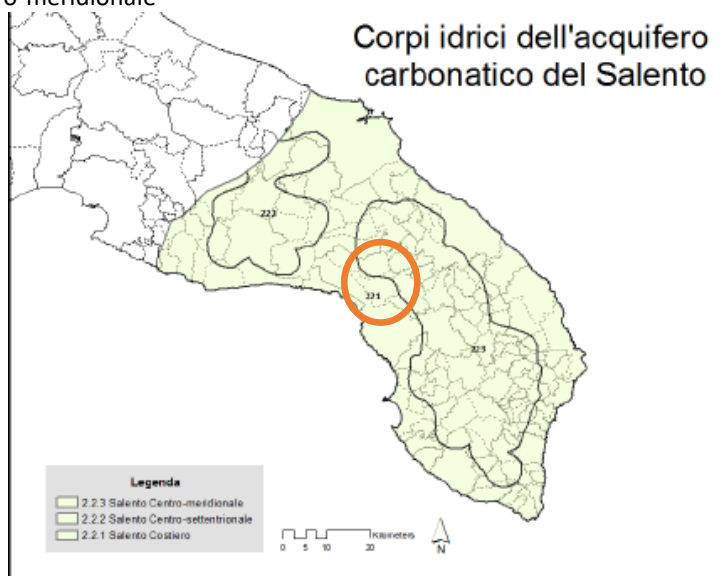 o-meridionale
Corpi idrici dell'acquifero
carbonatico del Salento
222
221
223
Legenda
2.2.3 Salento Centro-meridionale
2.2.2 Salento Centro-settentrionale
2.2.1 Salento Costiero
Kilometers
0 5 10 20
N